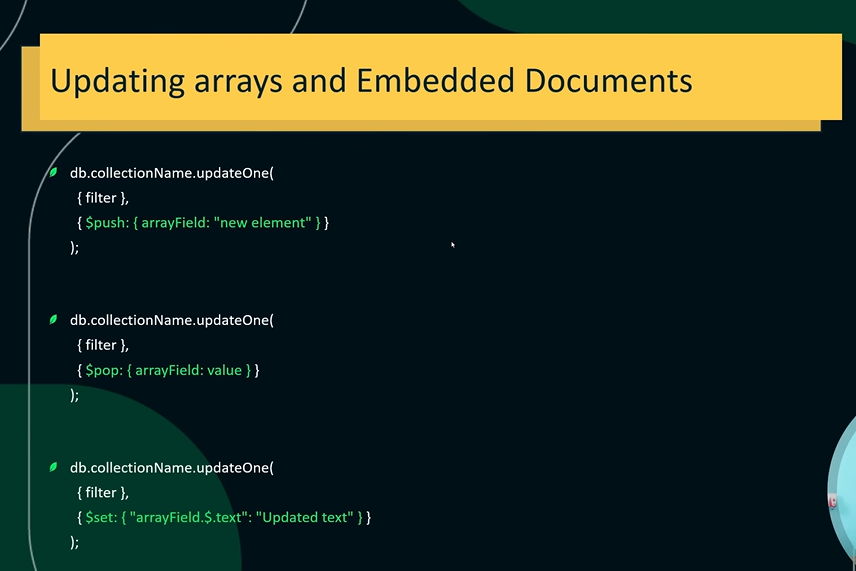 Updating arrays and Embedded Documents
db.collectionName.updateOne(
{ filter },
{ $push: { arrayField: "new element" } }
);
db.collectionName.updateOne(
{ filter },
{ $pop: { arrayField: value } }
);
db.collectionName.updateOne(
{ filter },
{ $set: { "arrayField.$.text": "Updated text" } }
);